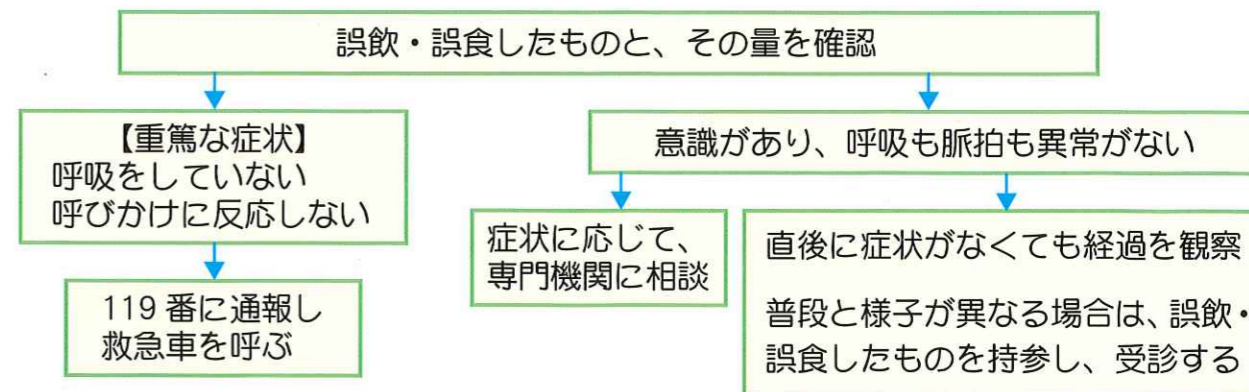 誤飲・誤食したものと、その量を確認
【重篤な症状】
呼吸をしていない
呼びかけに反応しない
119番に通報し
救急車を呼ぶ
意識があり、呼吸も脈拍も異常がない
症状に応じて、
専門機関に相談
直後に症状がなくても経過を観察
普段と様子が異なる場合は、誤飲・
誤食したものを持参し、受診する